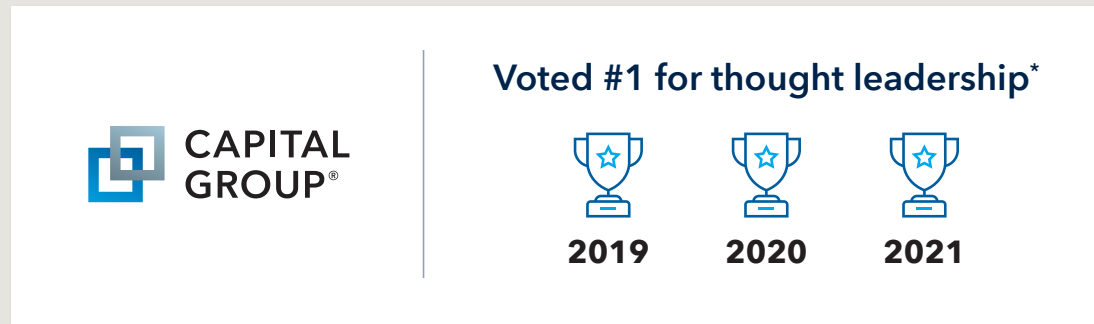 CAPITAL
GROUP®
Voted #1 for thought leadership*
2019
2020
2021